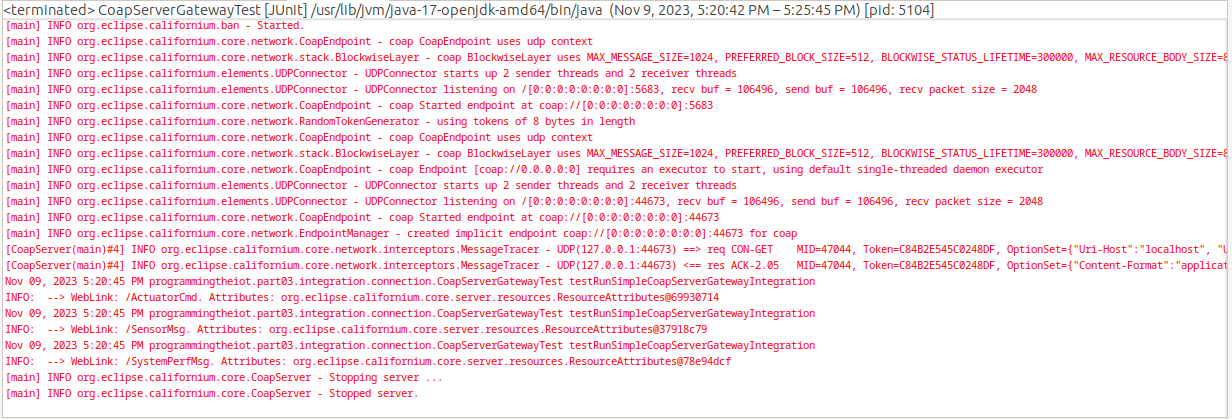 <terminated> CoapServerGatewayTest [JUnit] /usr/lib/jvm/java-17-openjdk-amd64/bin/java (Nov 9, 2023, 5:20:42 PM – 5:25:45 PM) [pid: 5104]
[main] INFO org.eclipse.californium.ban - Started.
[main] INFO org.eclipse.californium.core.network.CoapEndpoint - coap CoapEndpoint uses udp context
[main] INFO org.eclipse.californium.core.network.stack.BlockwiseLayer - coap BlockwiseLayer uses MAX_MESSAGE_SIZE=1024, PREFERRED_BLOCK_SIZE=512, BLOCKWISE_STATUS_LIFETIME=300000, MAX_RESOURCE_BODY_SIZE=8
[main] INFO org.eclipse.californium.elements.UDPConnector - UDPConnector starts up 2 sender threads and 2 receiver threads
[main] INFO org.eclipse.californium.elements.UDPConnector - UDPConnector listening on /[0:0:0:0:0:0:0:0]:5683, recv buf = 106496, send buf = 106496, recv packet size = 2048
[main] INFO org.eclipse.californium.core.network.CoapEndpoint - coap Started endpoint at coap://[0:0:0:0:0:0:0:0]:5683
[main] INFO org.eclipse.californium.core.network.RandomTokenGenerator - using tokens of 8 bytes in length
[main] INFO org.eclipse.californium.core.network.CoapEndpoint - coap CoapEndpoint uses udp context
[main] INFO org.eclipse.californium.core.network.stack.BlockwiseLayer - coap BlockwiseLayer uses MAX_MESSAGE_SIZE=1024, PREFERRED_BLOCK_SIZE=512, BLOCKWISE_STATUS_LIFETIME=300000, MAX_RESOURCE_BODY_SIZE=8
[main] INFO org.eclipse.californium.core.network.CoapEndpoint - coap Endpoint [coap://0.0.0.0:0] requires an executor to start, using default single-threaded daemon executor
[main] INFO org.eclipse.californium.elements.UDPConnector - UDPConnector starts up 2 sender threads and 2 receiver threads
[main] INFO org.eclipse.californium.elements.UDPConnector - UDPConnector listening on /[0:0:0:0:0:0:0:0]:44673, recv buf = 106496, send buf = 106496, recv packet size = 2048
[main] INFO org.eclipse.californium.core.network.CoapEndpoint - coap Started endpoint at coap://[0:0:0:0:0:0:0:0]:44673
[main] INFO org.eclipse.californium.core.network.EndpointManager - created implicit endpoint coap://[0:0:0:0:0:0:0:0]:44673 for coap
[CoapServer(main)#4] INFO org.eclipse.californium.core.network.interceptors.MessageTracer - UDP(127.0.0.1:44673) ==> req CON-GET MID=47044, Token=C84B2E545C0248DF, OptionSet={"Uri-Host":"localhost", "U
[CoapServer(main)#4] INFO org.eclipse.californium.core.network.interceptors.MessageTracer - UDP(127.0.0.1:44673) <== res ACK-2.05 MID=47044, Token=C84B2E545C0248DF, OptionSet={"Content-Format":"applicat
Nov 09, 2023 5:20:45 PM programmingtheiot.part03.integration.connection.CoapServerGatewayTest testRunSimpleCoapServerGatewayIntegration
INFO: --> WebLink: /ActuatorCmd. Attributes: org.eclipse.californium.core.server.resources.ResourceAttributes@69930714
Nov 09, 2023 5:20:45 PM programmingtheiot.part03.integration.connection.CoapServerGatewayTest testRunSimpleCoapServerGatewayIntegration
INFO: --> WebLink: /SensorMsg. Attributes: org.eclipse.californium.core.server.resources.ResourceAttributes@37918c79
Nov 09, 2023 5:20:45 PM programmingtheiot.part03.integration.connection.CoapServerGatewayTest testRunSimpleCoapServerGatewayIntegration
INFO: --> WebLink: /SystemPerfMsg. Attributes: org.eclipse.californium.core.server.resources.ResourceAttributes@78e94dcf
[main] INFO org.eclipse.californium.core.CoapServer - Stopping server ...
[main] INFO org.eclipse.californium.core.CoapServer - Stopped server.